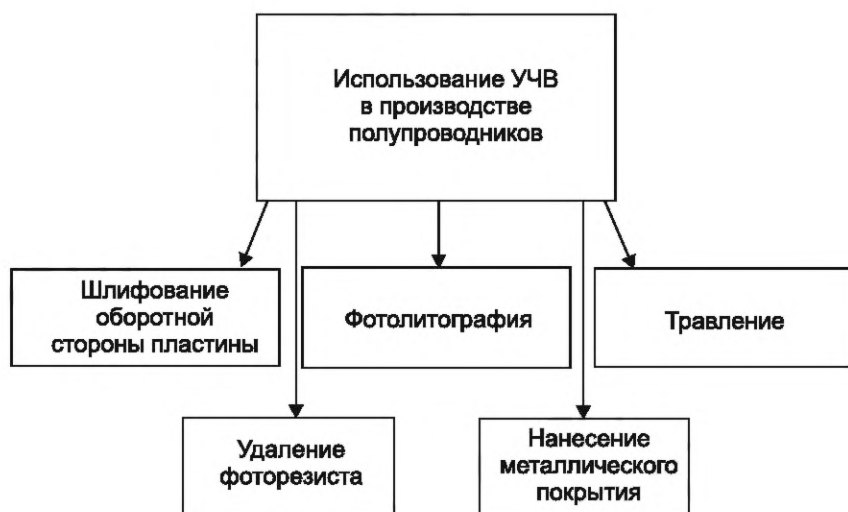 Использование УЧВ
в производстве
полупроводников
Шлифование
оборотной
стороны пластины
Фотолитография
Травление
Удаление
фоторезиста
Нанесение
металлического
покрытия